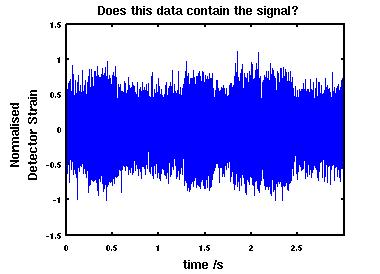 Does this data contain the signal?
1.5
1
0.5
0
-0.5
-1
-1.5
Normalised
Detector Strain
0 0.5 1 1.5 2 2.5
time /s